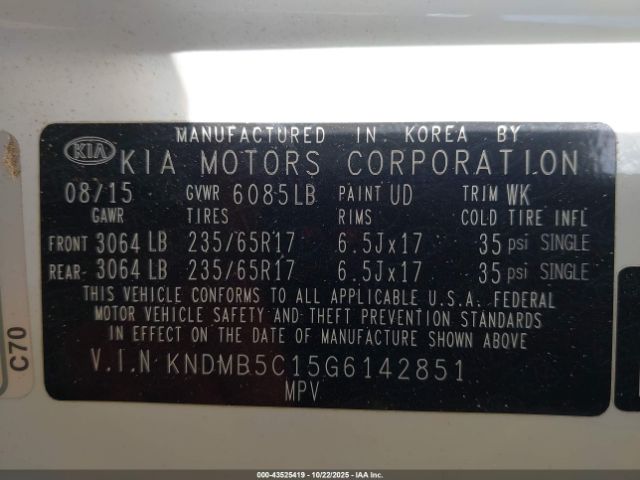 MANUFACTURED IN KOREA BY
KIA KIA MOTORS CORPORATION
08/15 GVWR 6085LB PAINT UD TRIM WK
GAWR TIRES RIMS COLD TIRE INFL
FRONT 3064 LB 235/65R17 6.5Jx17 35 psi SINGLE
REAR- 3064 LB 235/65R17 6.5Jx17 35 psi SINGLE
THIS VEHICLE CONFORMS TO ALL APPLICABLE U.S.A. FEDERAL
MOTOR VEHICLE SAFETY AND THEFT PREVENTION STANDARDS
IN EFFECT ON THE DATE OF MANUFACTURE SHOWN ABOVE.
V.I.N KNDMB5C15G6142851
MPV
C70
000-43525419 - 10/22/2025 - IAAI.COM